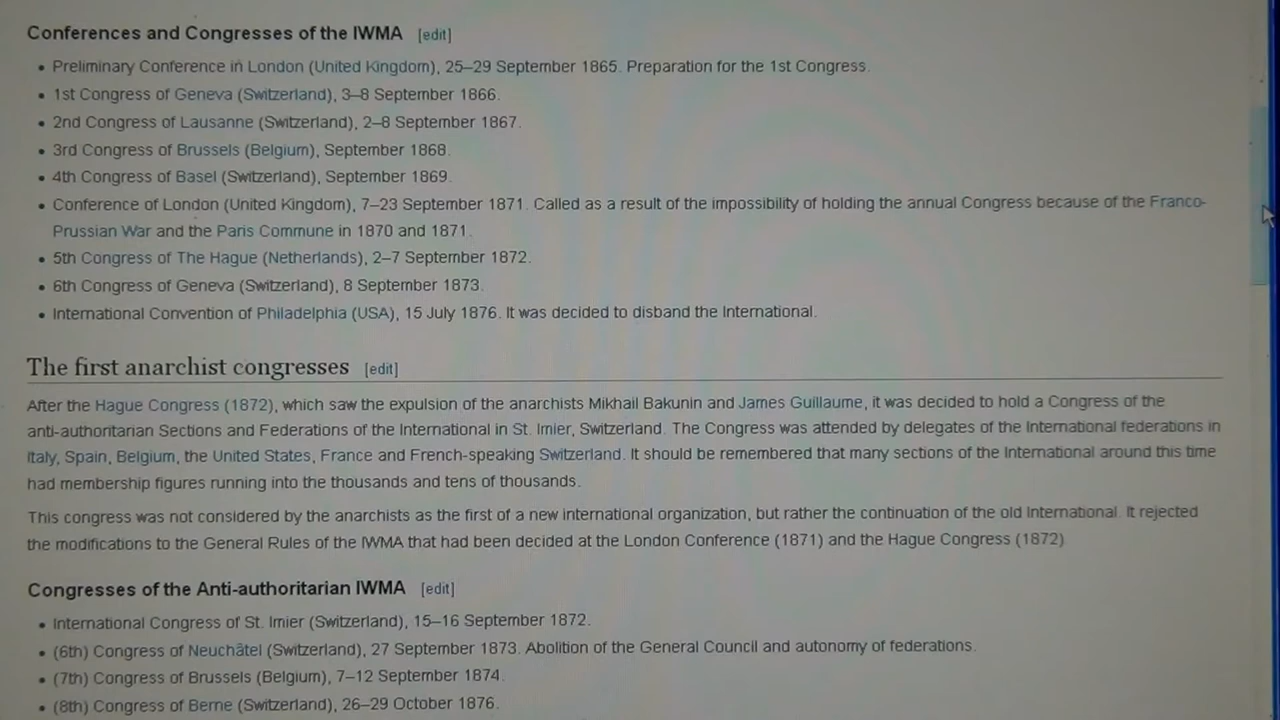 Conferences and Congresses of the IWMA [edit]
• Preliminary Conference in London (United Kingdom), 25–29 September 1865. Preparation for the 1st Congress.
• 1st Congress of Geneva (Switzerland), 3–8 September 1866.
• 2nd Congress of Lausanne (Switzerland), 2–8 September 1867.
• 3rd Congress of Brussels (Belgium), September 1868.
• 4th Congress of Basel (Switzerland), September 1869.
• Conference of London (United Kingdom), 7–23 September 1871. Called as a result of the impossibility of holding the annual Congress because of the Franco-
Prussian War and the Paris Commune in 1870 and 1871.
• 5th Congress of The Hague (Netherlands), 2–7 September 1872.
• 6th Congress of Geneva (Switzerland), 8 September 1873.
• International Convention of Philadelphia (USA), 15 July 1876. It was decided to disband the International.
The first anarchist congresses [edit]
After the Hague Congress (1872), which saw the expulsion of the anarchists Mikhail Bakunin and James Guillaume, it was decided to hold a Congress of the
anti-authoritarian Sections and Federations of the International in St. Imier, Switzerland. The Congress was attended by delegates of the International federations in
Italy, Spain, Belgium, the United States, France and French-speaking Switzerland. It should be remembered that many sections of the International around this time
had membership figures running into the thousands and tens of thousands.
This congress was not considered by the anarchists as the first of a new international organization, but rather the continuation of the old International. It rejected
the modifications to the General Rules of the IWMA that had been decided at the London Conference (1871) and the Hague Congress (1872)
Congresses of the Anti-authoritarian IWMA [edit]
• International Congress of St. Imier (Switzerland), 15–16 September 1872.
• (6th) Congress of Neuchâtel (Switzerland), 27 September 1873. Abolition of the General Council and autonomy of federations.
• (7th) Congress of Brussels (Belgium), 7–12 September 1874.
• (8th) Congress of Berne (Switzerland), 26–29 October 1876.